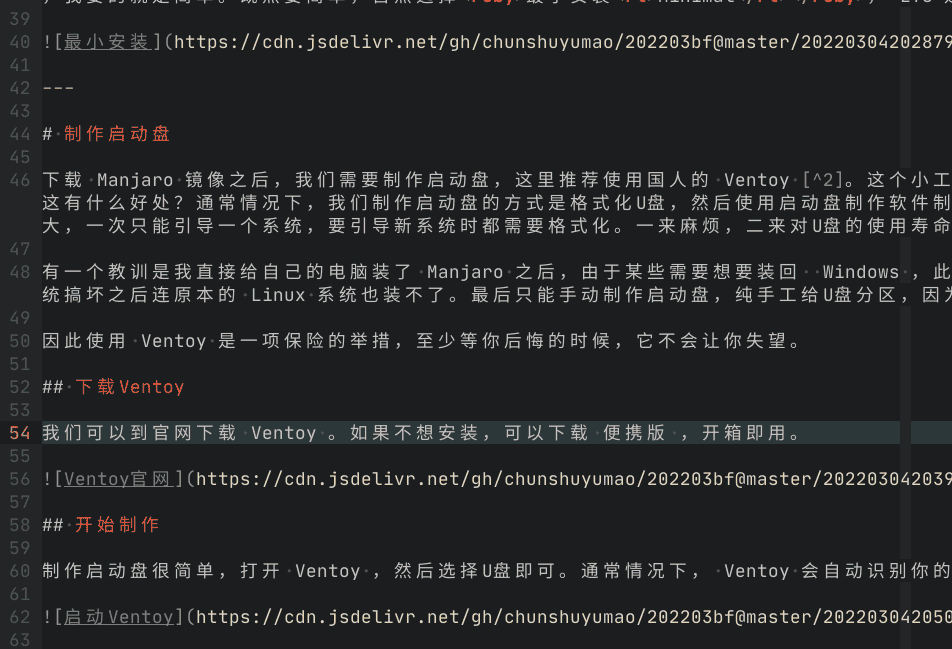 39
40 ![最小安装](https://cdn.jsdelivr.net/gh/chunshuyumao/202203bf@master/20220304202879
41
42 ---
43
44 # 制作启动盘
45
46 下载 Manjaro 镜像之后，我们需要制作启动盘，这里推荐使用国人的 Ventoy [^2]。这个小工
这有什么好处？通常情况下，我们制作启动盘的方式是格式化U盘，然后使用启动盘制作软件制
大，一次只能引导一个系统，要引导新系统时都需要格式化。一来麻烦，二来对U盘的使用寿命
47
48 有一个教训是我直接给自己的电脑装了 Manjaro 之后，由于某些需要想要装回  Windows ，此
统搞坏之后连原本的 Linux 系统也装不了。最后只能手动制作启动盘，纯手工给U盘分区，因为
49
50 因此使用 Ventoy 是一项保险的举措，至少等你后悔的时候，它不会让你失望。
51
52 ## 下载Ventoy
53
54 我们可以到官网下载 Ventoy 。如果不想安装，可以下载 便携版 ，开箱即用。
55
56 ![Ventoy官网](https://cdn.jsdelivr.net/gh/chunshuyumao/202203bf@master/202203042039
57
58 ## 开始制作
59
60 制作启动盘很简单，打开 Ventoy ，然后选择U盘即可。通常情况下， Ventoy 会自动识别你的
61
62 ![启动Ventoy](https://cdn.jsdelivr.net/gh/chunshuyumao/202203bf@master/202203042050
63